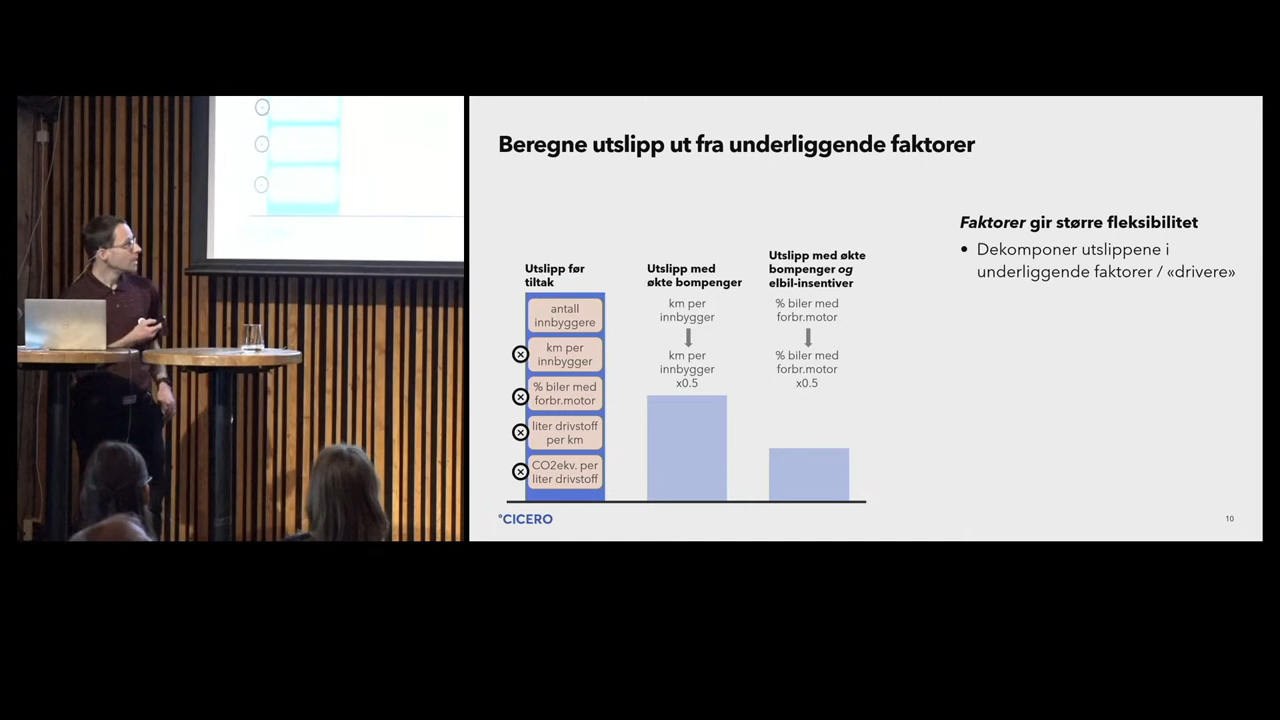 Beregne utslipp ut fra underliggende faktorer
Utslipp før
tiltak
antall
innbyggere
km per
innbygger
% biler med
forbr.motor
liter drivstoff
per km
CO2ekv. per
liter drivstoff
Utslipp med
økte bompenger
km per
innbygger
km per
innbygger
x0.5
Utslipp med økte
bompenger og
elbil-insentiver
% biler med
forbr.motor
% biler med
forbr.motor
x0.5
Faktorer gir større fleksibilitet
• Dekomponer utslippene i
underliggende faktorer / «drivere»
°CICERO
10